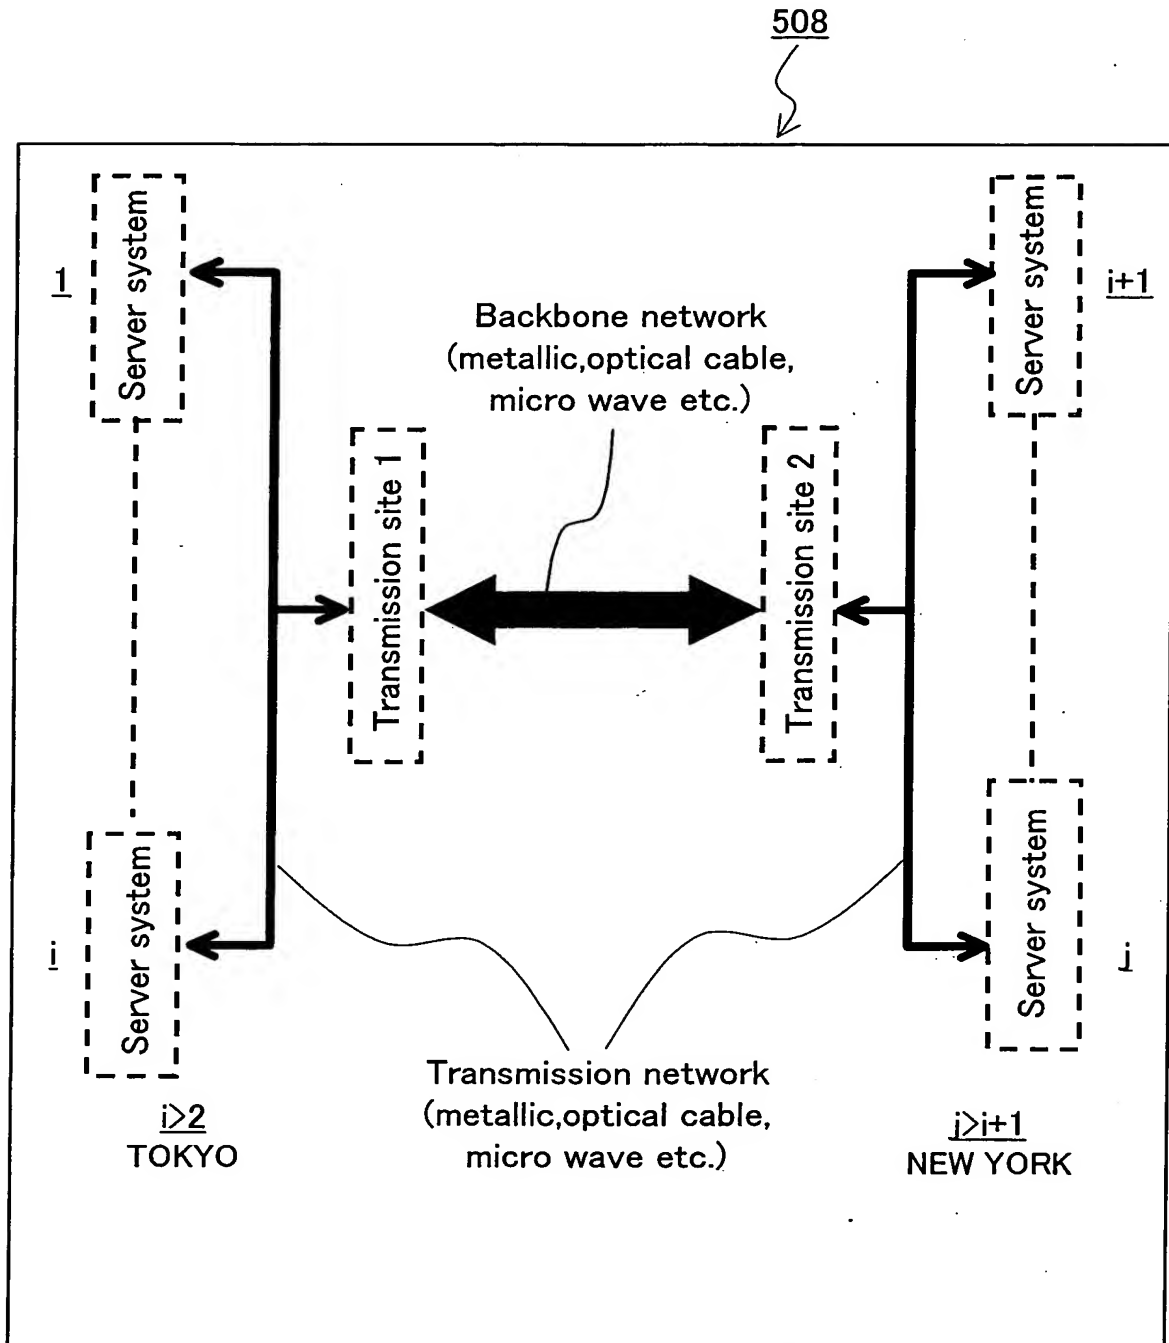 508
1
Server system
i+1
Server system
Backbone network
(metallic,optical cable,
micro wave etc.)
Transmission site 1
Transmission site 2
i
Server system
j
Server system
Transmission network
(metallic,optical cable,
micro wave etc.)
i>2
TOKYO
j>i+1
NEW YORK